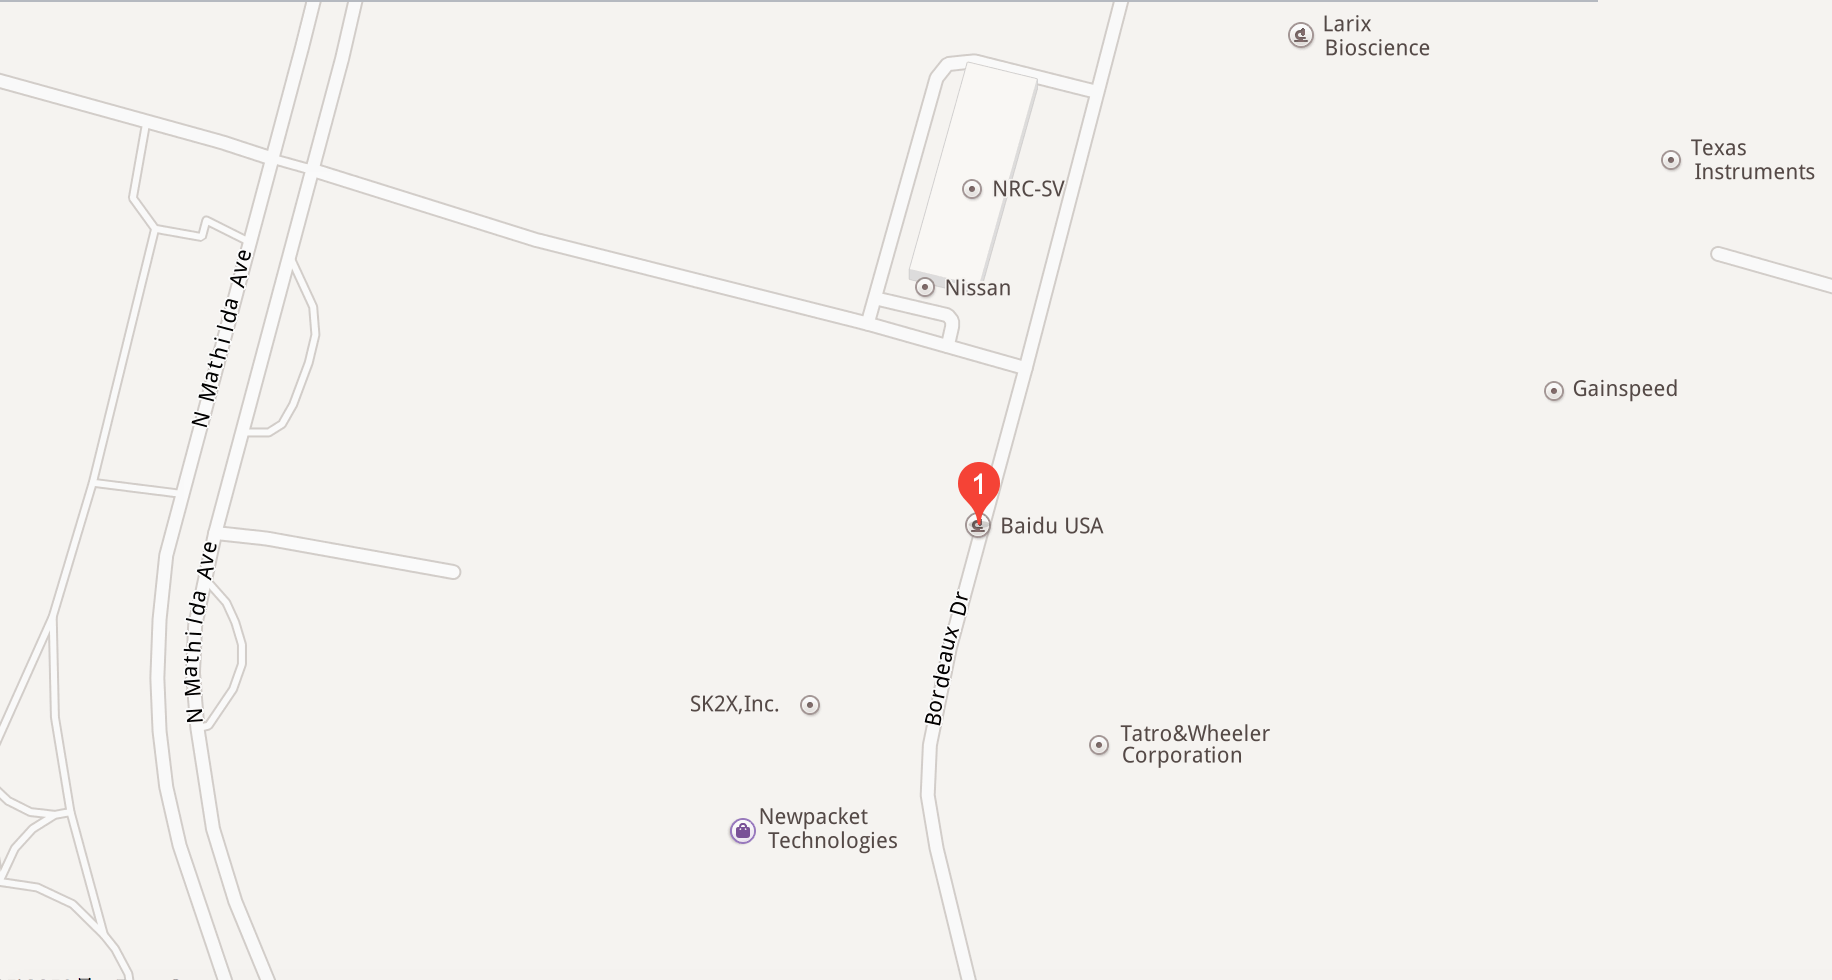 Larix
Bioscience
Texas
Instruments
NRC-SV
N Mathilda Ave
Nissan
Gainspeed
1
Baidu USA
N Mathilda Ave
Bordeaux Dr
SK2X,Inc.
Tatro&Wheeler
Corporation
Newpacket
Technologies